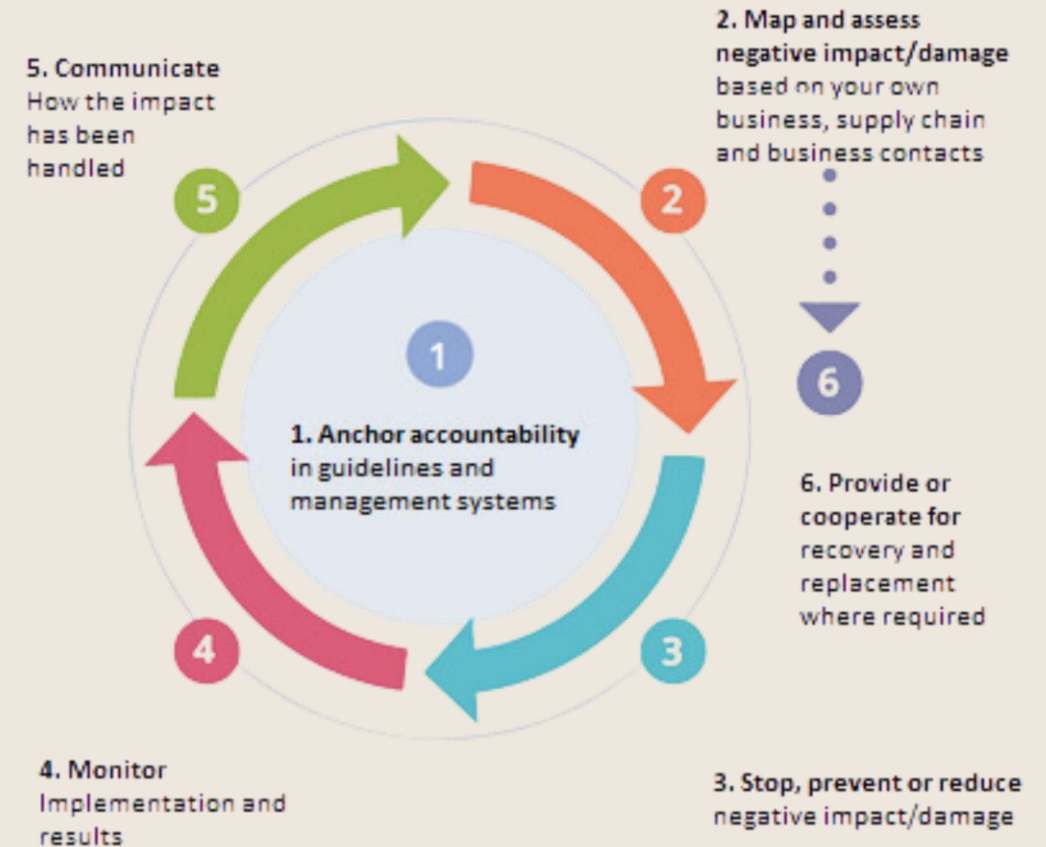 2. Map and assess
negative impact/damage
based on your own
business, supply chain
and business contacts
5. Communicate
How the impact
has been
handled
5
2
1
6
1. Anchor accountability
in guidelines and
management systems
6. Provide or
cooperate for
recovery and
replacement
where required
4
3
4. Monitor
Implementation and
results
3. Stop, prevent or reduce
negative impact/damage